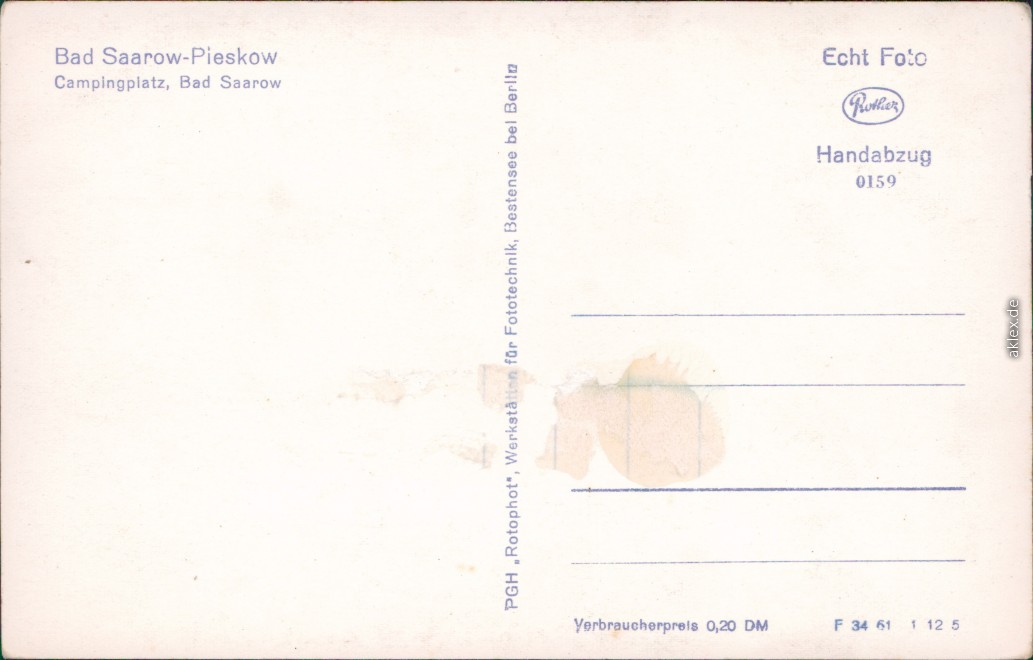 Bad Saarow-Pieskow
Campingplatz, Bad Saarow
PGH „Rotophot“, Werkstätten für Fototechnik, Bestensee bei Berlin
Echt Foto
Handabzug
0159
Verbraucherpreis 0,20 DM
F 34 61 1 12 5
aklex.de